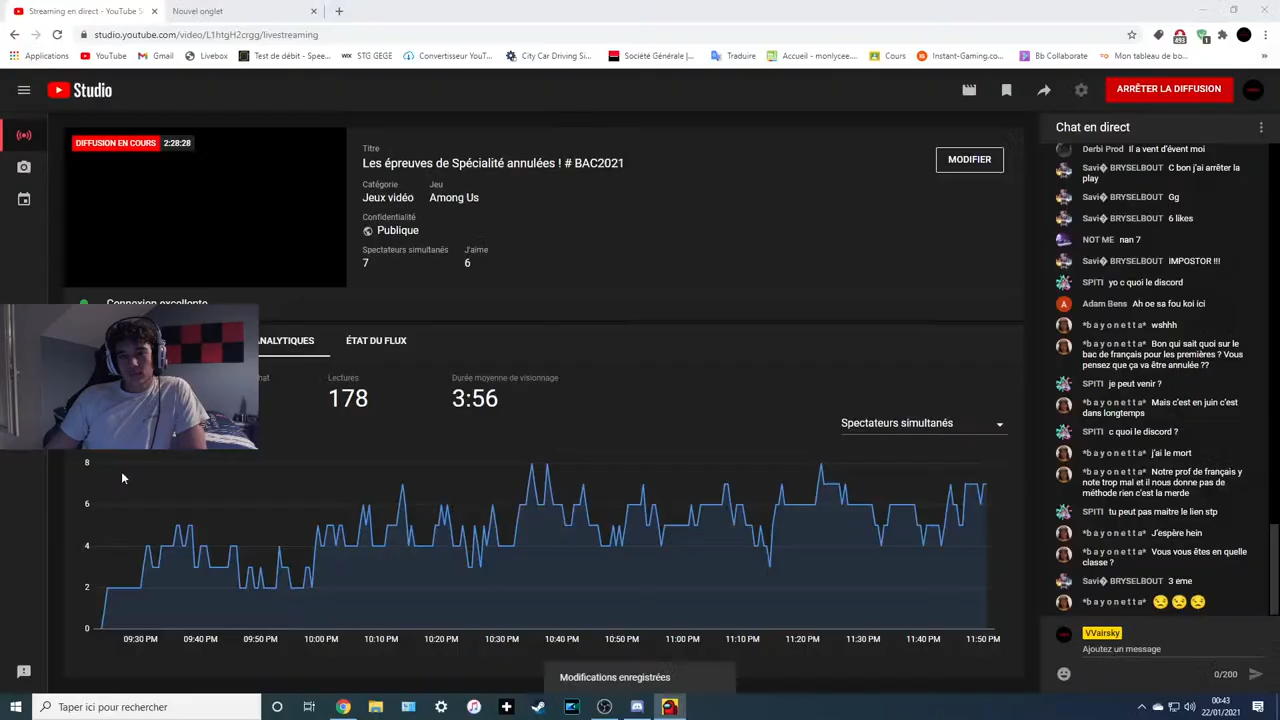 Streaming en direct - YouTube S
Nouvel onglet
studio.youtube.com/video/L1htgH2crgg/livestreaming
Applications
YouTube
Gmail
Livebox
Test de débit - Spee...
WIX STG GEGE
Convertisseur YouT...
City Car Driving Si...
Société Générale |...
Traduire
Accueil - monlycee....
Cours
Instant-Gaming.co...
Bb Collaborate
Mon tableau de bo...
»
493
1
Studio
ARRÊTER LA DIFFUSION
DIFFUSION EN COURS 2:28:28
Titre
Les épreuves de Spécialité annulées ! # BAC2021
MODIFIER
Catégorie
Jeu
Jeux vidéo
Among Us
Confidentialité
Publique
Spectateurs simultanés
J'aime
7
6
Connexion excellente
ANALYTIQUES
ÉTAT DU FLUX
hat
Lectures
Durée moyenne de visionnage
178
3:56
Spectateurs simultanés
8
6
4
2
0
09:30 PM
09:40 PM
09:50 PM
10:00 PM
10:10 PM
10:20 PM
10:30 PM
10:40 PM
10:50 PM
11:00 PM
11:10 PM
11:20 PM
11:30 PM
11:40 PM
11:50 PM
Modifications enregistrées
Chat en direct
Derbi Prod Il a vent d'évent moi
Savi� BRYSELBOUT C bon j'ai arrêter la
play
Savi� BRYSELBOUT Gg
Savi� BRYSELBOUT 6 likes
NOT ME nan 7
Savi� BRYSELBOUT IMPOSTOR !!!
SPITI yo c quoi le discord
A
Adam Bens Ah oe sa fou koi ici
*b a y o n e t t a* wshhh
*b a y o n e t t a* Bon qui sait quoi sur le
bac de français pour les premières ? Vous
pensez que ça va être annulée ??
SPITI je peut venir ?
*b a y o n e t t a* Mais c'est en juin c'est
dans longtemps
SPITI c quoi le discord ?
*b a y o n e t t a* j'ai le mort
*b a y o n e t t a* Notre prof de français y
note trop mal et il nous donne pas de
méthode rien c'est la merde
SPITI tu peut pas maitre le lien stp
*b a y o n e t t a* J'espère hein
*b a y o n e t t a* Vous vous êtes en quelle
classe ?
Savi� BRYSELBOUT 3 eme
*b a y o n e t t a* 😒😒😒
VVairsky
Ajoutez un message
0/200
Taper ici pour rechercher
00:43
22/01/2021